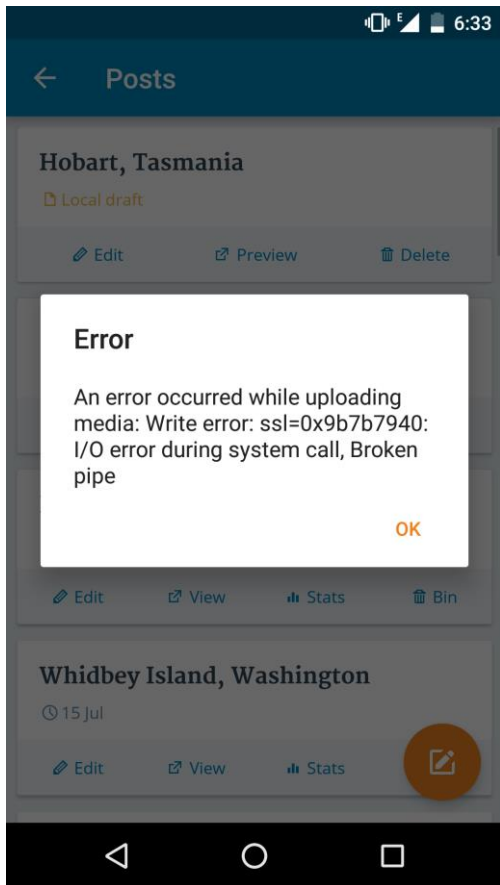 E 6:33
Posts
Hobart, Tasmania
Local draft
Edit Preview Delete
Error
An error occurred while uploading
media: Write error: ssl=0x9b7b7940:
I/O error during system call, Broken
pipe
OK
Edit View Stats Bin
Whidbey Island, Washington
15 Jul
Edit View Stats